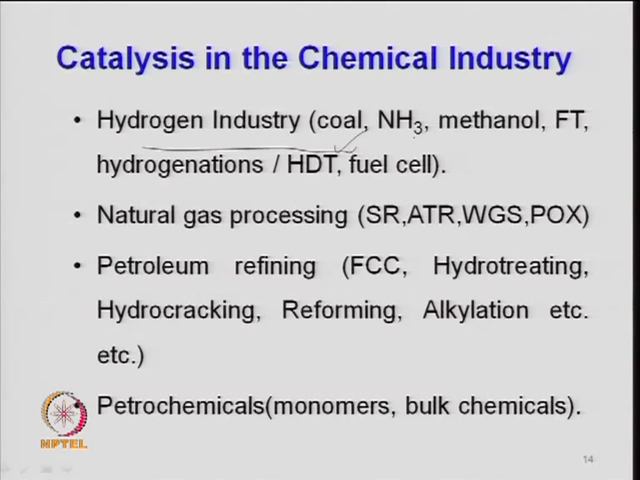 Catalysis in the Chemical Industry
• Hydrogen Industry (coal, NH3, methanol, FT,
hydrogenations / HDT, fuel cell).
• Natural gas processing (SR,ATR,WGS,POX)
• Petroleum refining (FCC, Hydrotreating,
Hydrocracking, Reforming, Alkylation etc.
etc.)
Petrochemicals(monomers, bulk chemicals).
NPTEL
14